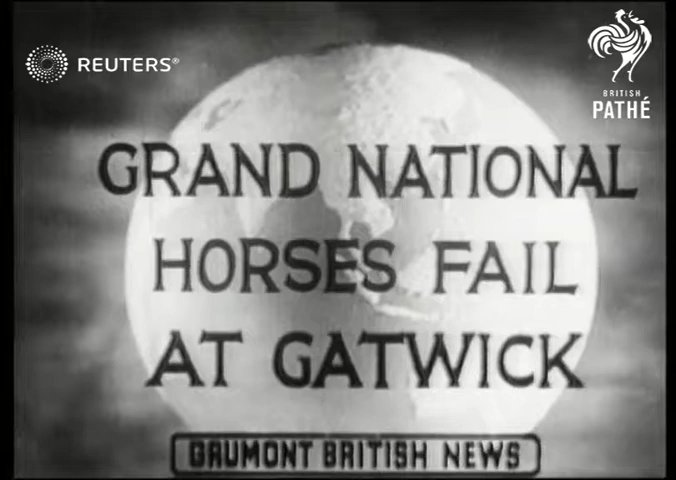 REUTERS®
BRITISH
PATHÉ
GRAND NATIONAL
HORSES FAIL
AT GATWICK
GAUMONT BRITISH NEWS